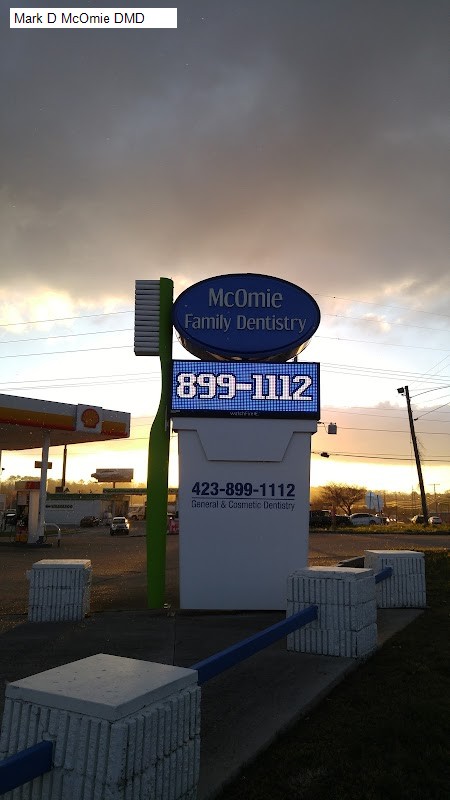 Mark D McOmie DMD
McOmie
Family Dentistry
899-1112
423-899-1112
General & Cosmetic Dentistry